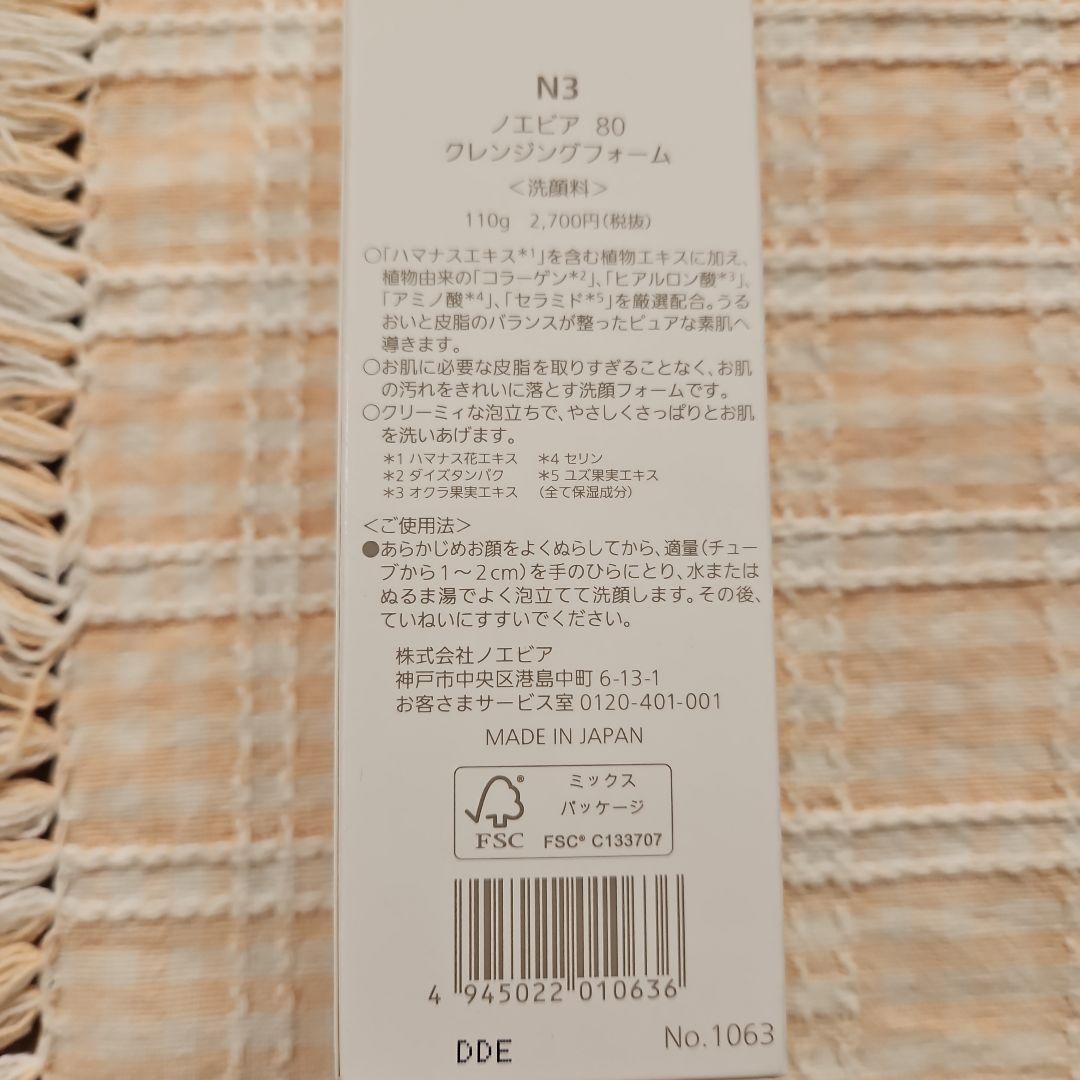 N3
ノエビア 80
クレンジングフォーム
＜洗顔料＞
110g 2,700円（税抜）
○「ハマナスエキス*1」を含む植物エキスに加え、
植物由来の「コラーゲン*2」、「ヒアルロン酸*3」、
「アミノ酸*4」、「セラミド*5」を厳選配合。うる
おいと皮脂のバランスが整ったピュアな素肌へ
導きます。
○お肌に必要な皮脂を取りすぎることなく、お肌
の汚れをきれいに落とす洗顔フォームです。
○クリーミィな泡立ちで、やさしくさっぱりとお肌
を洗いあげます。
*1 ハマナス花エキス *4 セリン
*2 ダイズタンパク *5 ユズ果実エキス
*3 オクラ果実エキス （全て保湿成分）
＜ご使用法＞
●あらかじめお顔をよくぬらしてから、適量（チュー
ブから1～2cm）を手のひらにとり、水または
ぬるま湯でよく泡立てて洗顔します。その後、
ていねいにすすいでください。
株式会社ノエビア
神戸市中央区港島中町 6-13-1
お客さまサービス室 0120-401-001
MADE IN JAPAN
ミックス
パッケージ
FSC® C133707
FSC
4 945022 010636
No.1063
DDE